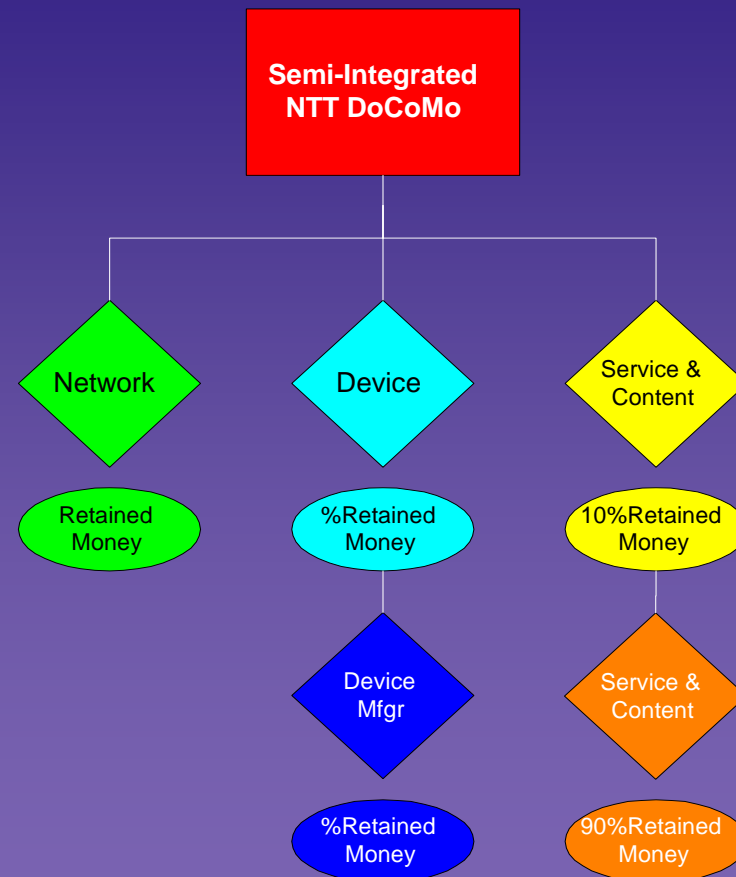 Semi-Integrated
NTT DoCoMo
Network
Device
Service &
Content
Retained
Money
%Retained
Money
10%Retained
Money
Device
Mfgr
Service &
Content
%Retained
Money
90%Retained
Money